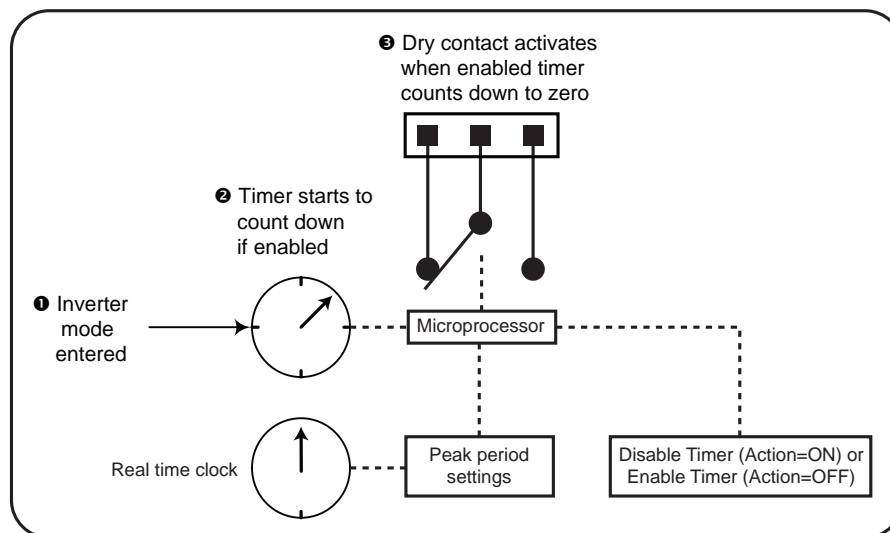 ❸ Dry contact activates
when enabled timer
counts down to zero
❷ Timer starts to
count down
if enabled
❶ Inverter
mode
entered
Microprocessor
Real time clock
Peak period
settings
Disable Timer (Action=ON) or
Enable Timer (Action=OFF)